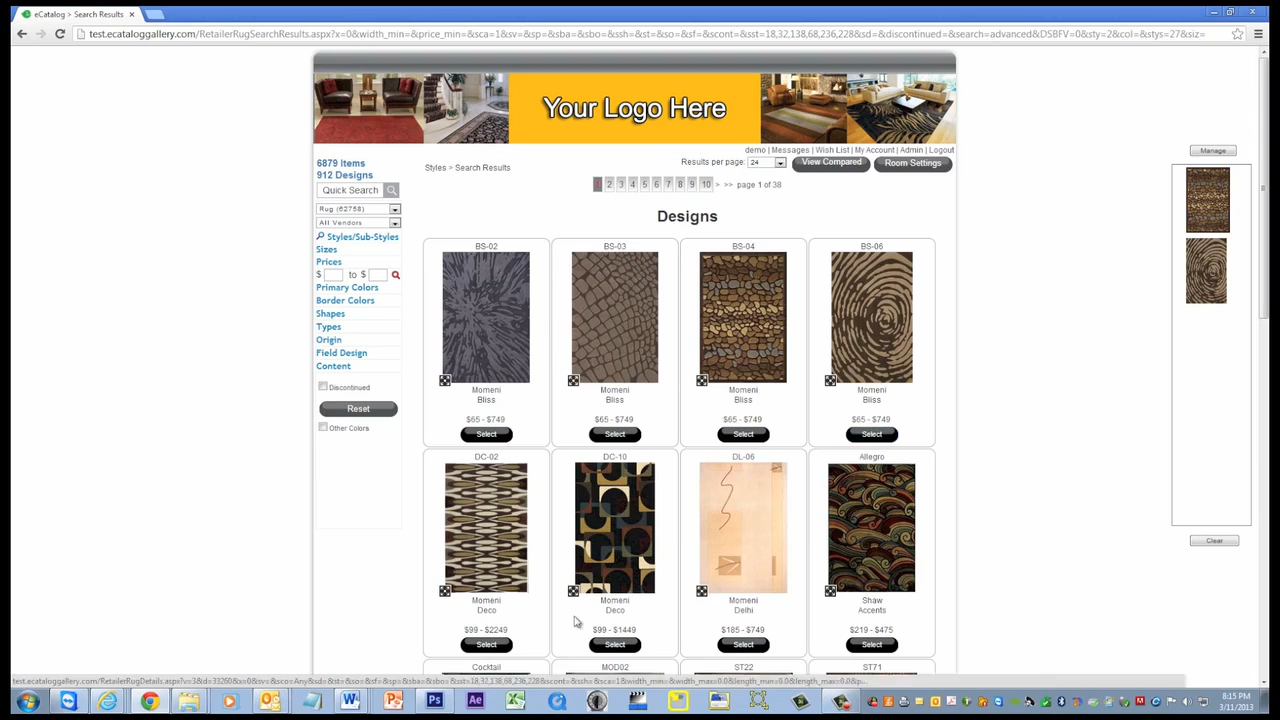 eCatalog > Search Results
test.ecataloggallery.com/RetailerRugSearchResults.aspx?x=0&width_min=&price_min=&sca=1&sv=&sp=&sba=&sbo=&ssh=&st=&so=&sf=&scont=&sst=18,32,138,68,236,228&sd=&discontinued=&search=advanced&DSBFV=0&sty=2&col=&stys=27&siz=
Your Logo Here
demo | Messages | Wish List | My Account | Admin | Logout
6879 Items
912 Designs
Styles > Search Results
Results per page: 24
View Compared
Room Settings
Manage
Quick Search
1 2 3 4 5 6 7 8 9 10 > >> page 1 of 38
Rug (62758)
All Vendors
Styles/Sub-Styles
Sizes
Prices
$ to $
Primary Colors
Border Colors
Shapes
Types
Origin
Field Design
Content
Discontinued
Reset
Other Colors
Designs
BS-02 BS-03 BS-04 BS-06
Momeni Momeni Momeni Momeni
Bliss Bliss Bliss Bliss
$65 - $749 $65 - $749 $65 - $749 $65 - $749
Select Select Select Select
DC-02 DC-10 DL-06 Allegro
Momeni Momeni Momeni Shaw
Deco Deco Delhi Accents
$99 - $2249 $99 - $1449 $185 - $749 $219 - $475
Select Select Select Select
Cocktail MOD02 ST22 ST71
Clear
8:15 PM
3/11/2013